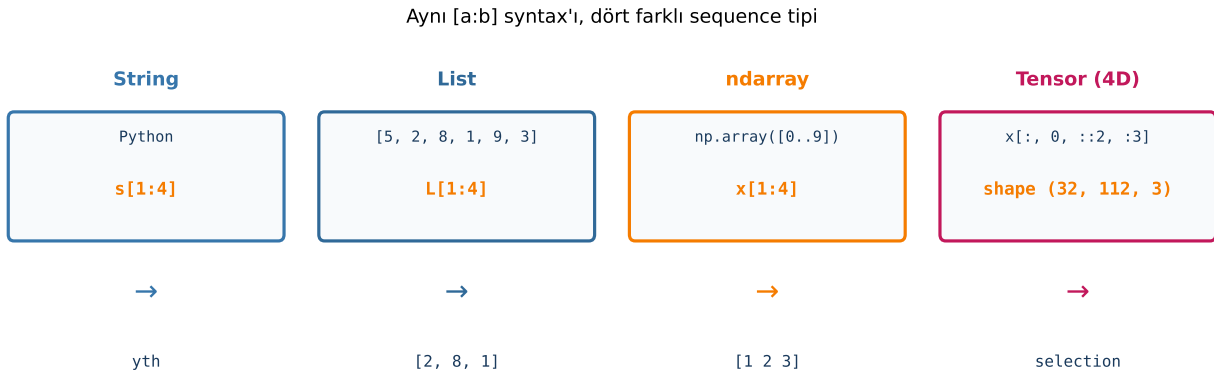 Aynı [a:b] syntax'ı, dört farklı sequence tipi
String
Python
s[1:4]
→
yth
List
[5, 2, 8, 1, 9, 3]
L[1:4]
→
[2, 8, 1]
ndarray
np.array([0..9])
x[1:4]
→
[1 2 3]
Tensor (4D)
x[:, 0, ::2, :3]
shape (32, 112, 3)
→
selection